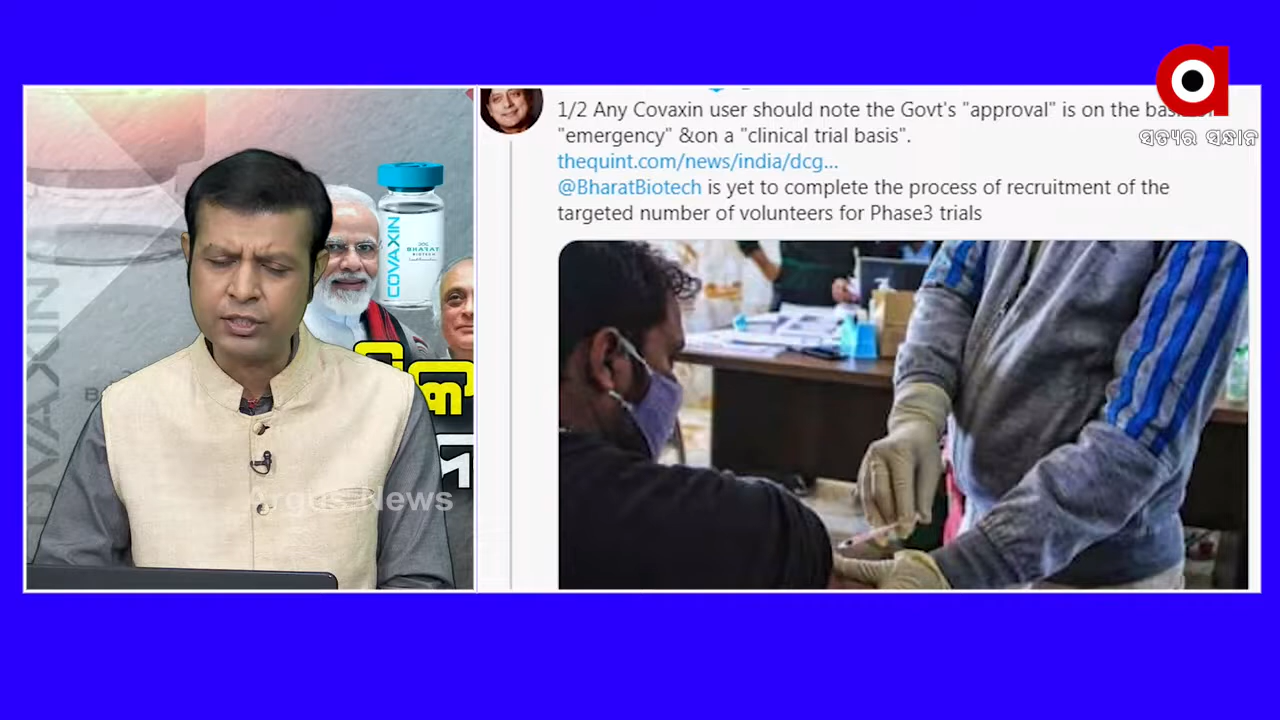 1/2 Any Covaxin user should note the Govt's "approval" is on the
"emergency" &on a "clinical trial basis".
thequint.com/news/india/dcg...
@BharatBiotech is yet to complete the process of recruitment of the
targeted number of volunteers for Phase3 trials
ସତ୍ୟର ସନ୍ଧାନ
COVAXIN
BHARAT
BIOTECH
COVAXIN
Argus News